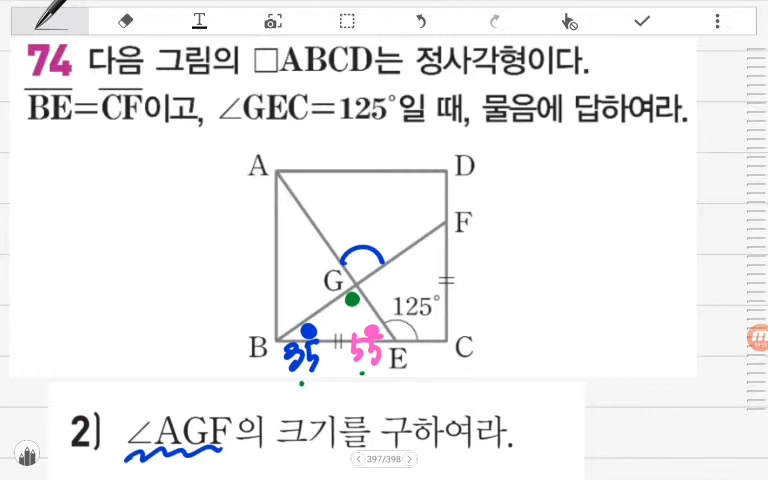 74 다음 그림의 □ABCD는 정사각형이다.
BE=CF이고, ∠GEC=125°일 때, 물음에 답하여라.
A
D
F
G
125°
B
35
55
E
C
2) ∠AGF의 크기를 구하여라.
397/398